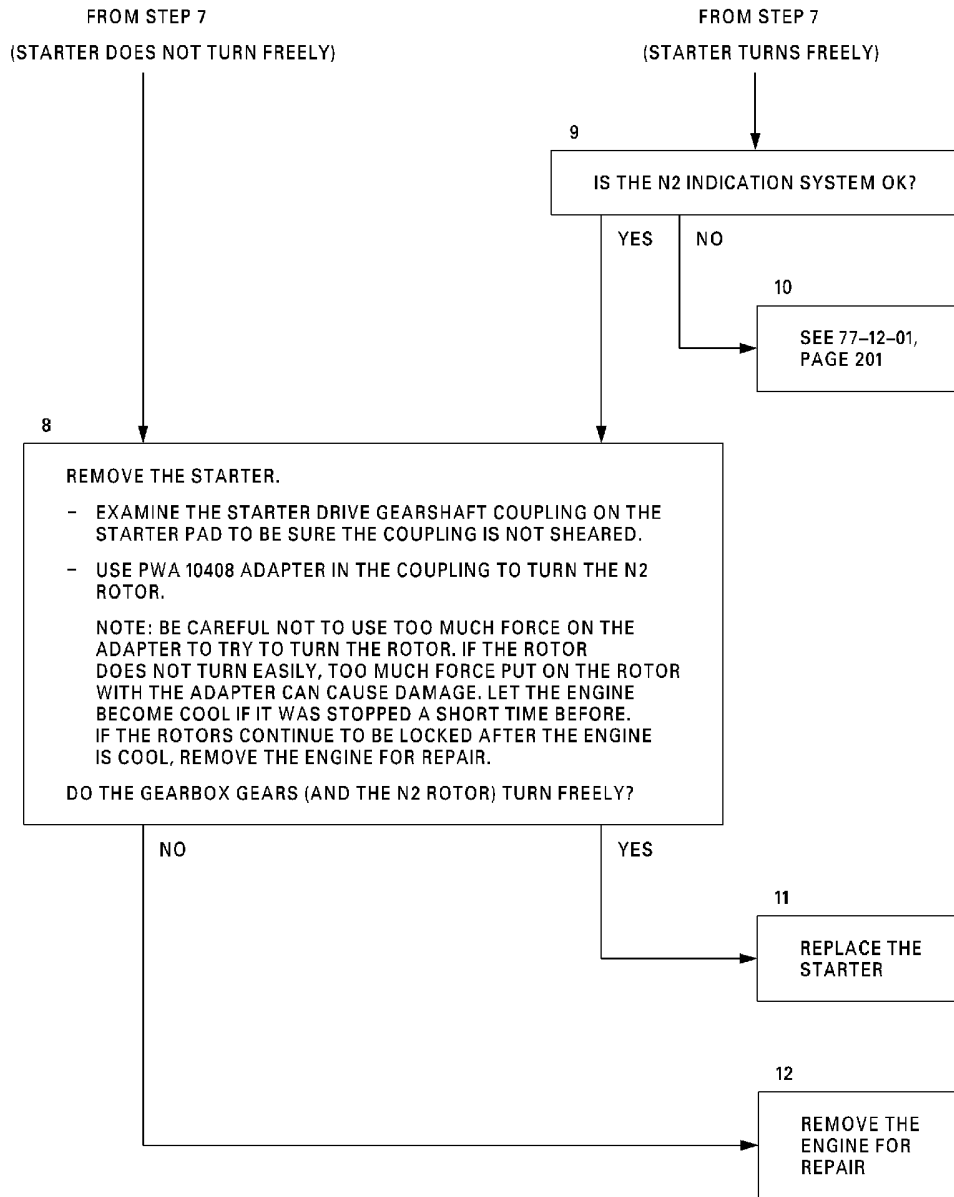 FROM STEP 7
(STARTER DOES NOT TURN FREELY)
FROM STEP 7
(STARTER TURNS FREELY)
9
IS THE N2 INDICATION SYSTEM OK?
YES
NO
10
SEE 77–12–01,
PAGE 201
8
REMOVE THE STARTER.
– EXAMINE THE STARTER DRIVE GEARSHAFT COUPLING ON THE
STARTER PAD TO BE SURE THE COUPLING IS NOT SHEARED.
– USE PWA 10408 ADAPTER IN THE COUPLING TO TURN THE N2
ROTOR.
NOTE: BE CAREFUL NOT TO USE TOO MUCH FORCE ON THE
ADAPTER TO TRY TO TURN THE ROTOR. IF THE ROTOR
DOES NOT TURN EASILY, TOO MUCH FORCE PUT ON THE ROTOR
WITH THE ADAPTER CAN CAUSE DAMAGE. LET THE ENGINE
BECOME COOL IF IT WAS STOPPED A SHORT TIME BEFORE.
IF THE ROTORS CONTINUE TO BE LOCKED AFTER THE ENGINE
IS COOL, REMOVE THE ENGINE FOR REPAIR.
DO THE GEARBOX GEARS (AND THE N2 ROTOR) TURN FREELY?
NO
YES
11
REPLACE THE
STARTER
12
REMOVE THE
ENGINE FOR
REPAIR